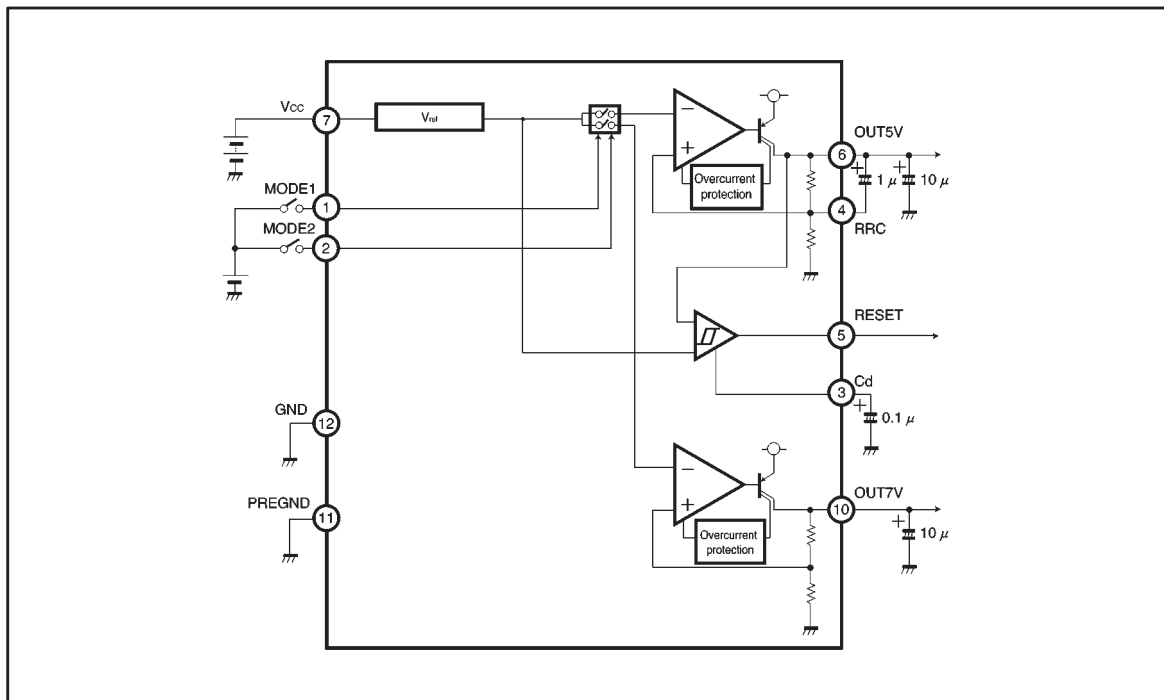 Vcc
7
Vref
MODE1
1
MODE2
2
GND
12
PREGND
11
−
+
Overcurrent
protection
OUT5V
6
+
1 μ
+
10 μ
4
RRC
RESET
5
Cd
3
+
0.1 μ
−
+
Overcurrent
protection
OUT7V
10
+
10 μ